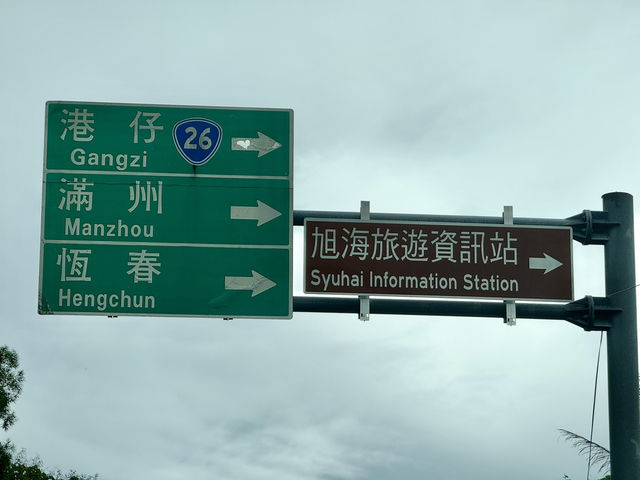 港仔 26
Gangzi
滿州
Manzhou
恆春
Hengchun
旭海旅遊資訊站
Syuhai Information Station